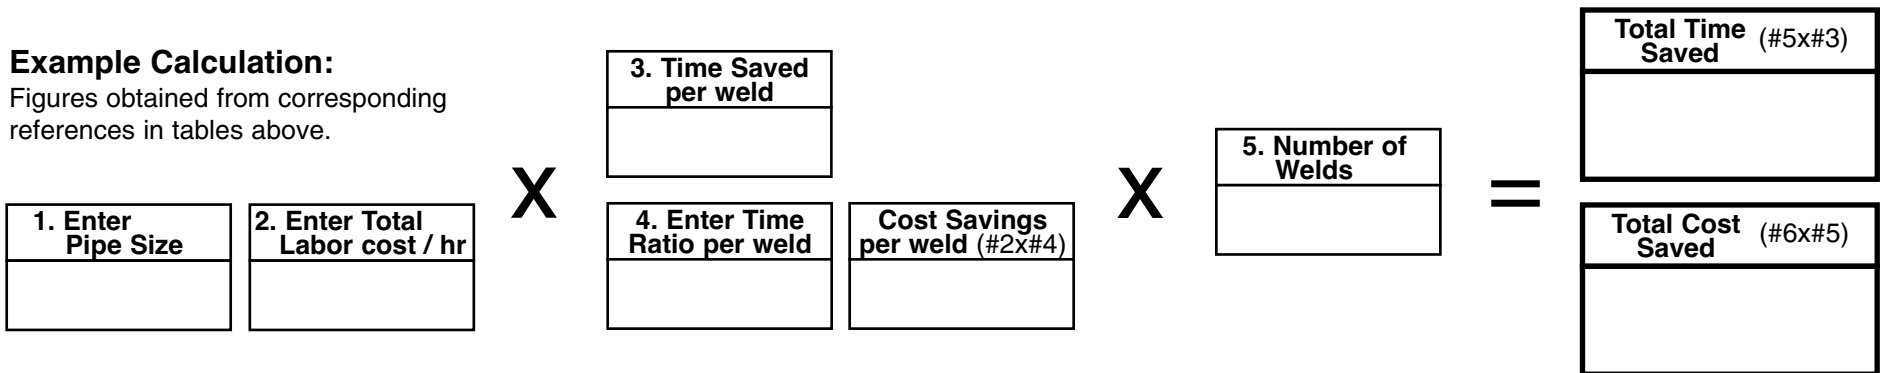 Example Calculation:
Figures obtained from corresponding
references in tables above.
1. Enter
Pipe Size
2. Enter Total
Labor cost / hr
X
3. Time Saved
per weld
4. Enter Time
Ratio per weld
Cost Savings
per weld (#2x#4)
X
5. Number of
Welds
=
Total Time (#5x#3)
Saved
Total Cost (#6x#5)
Saved